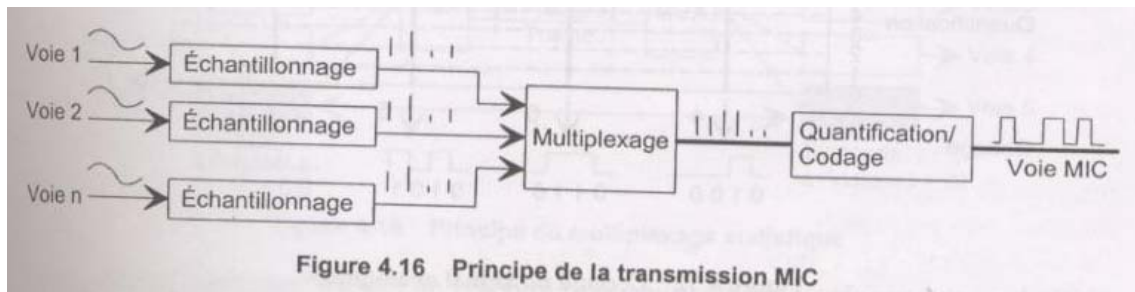 Voie 1
Échantillonnage
Voie 2
Échantillonnage
Voie n
Échantillonnage
Multiplexage
Quantification/
Codage
Voie MIC
Figure 4.16 Principe de la transmission MIC